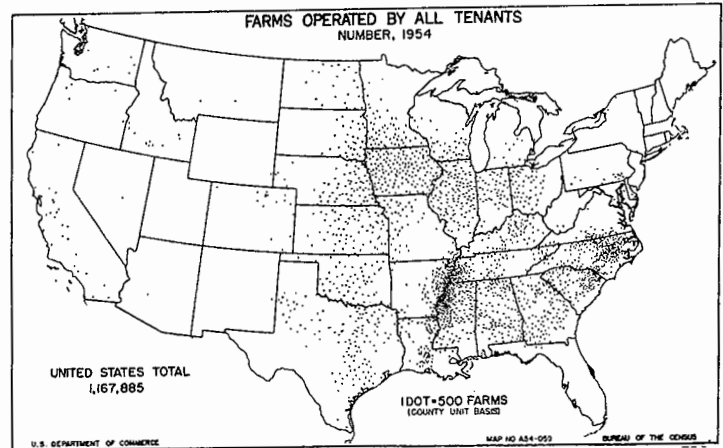 FARMS OPERATED BY ALL TENANTS
NUMBER, 1954
UNITED STATES TOTAL
1,167,885
1 DOT=500 FARMS
(COUNTY UNIT BASIS)
U.S. DEPARTMENT OF COMMERCE
MAP NO A54-059
BUREAU OF THE CENSUS